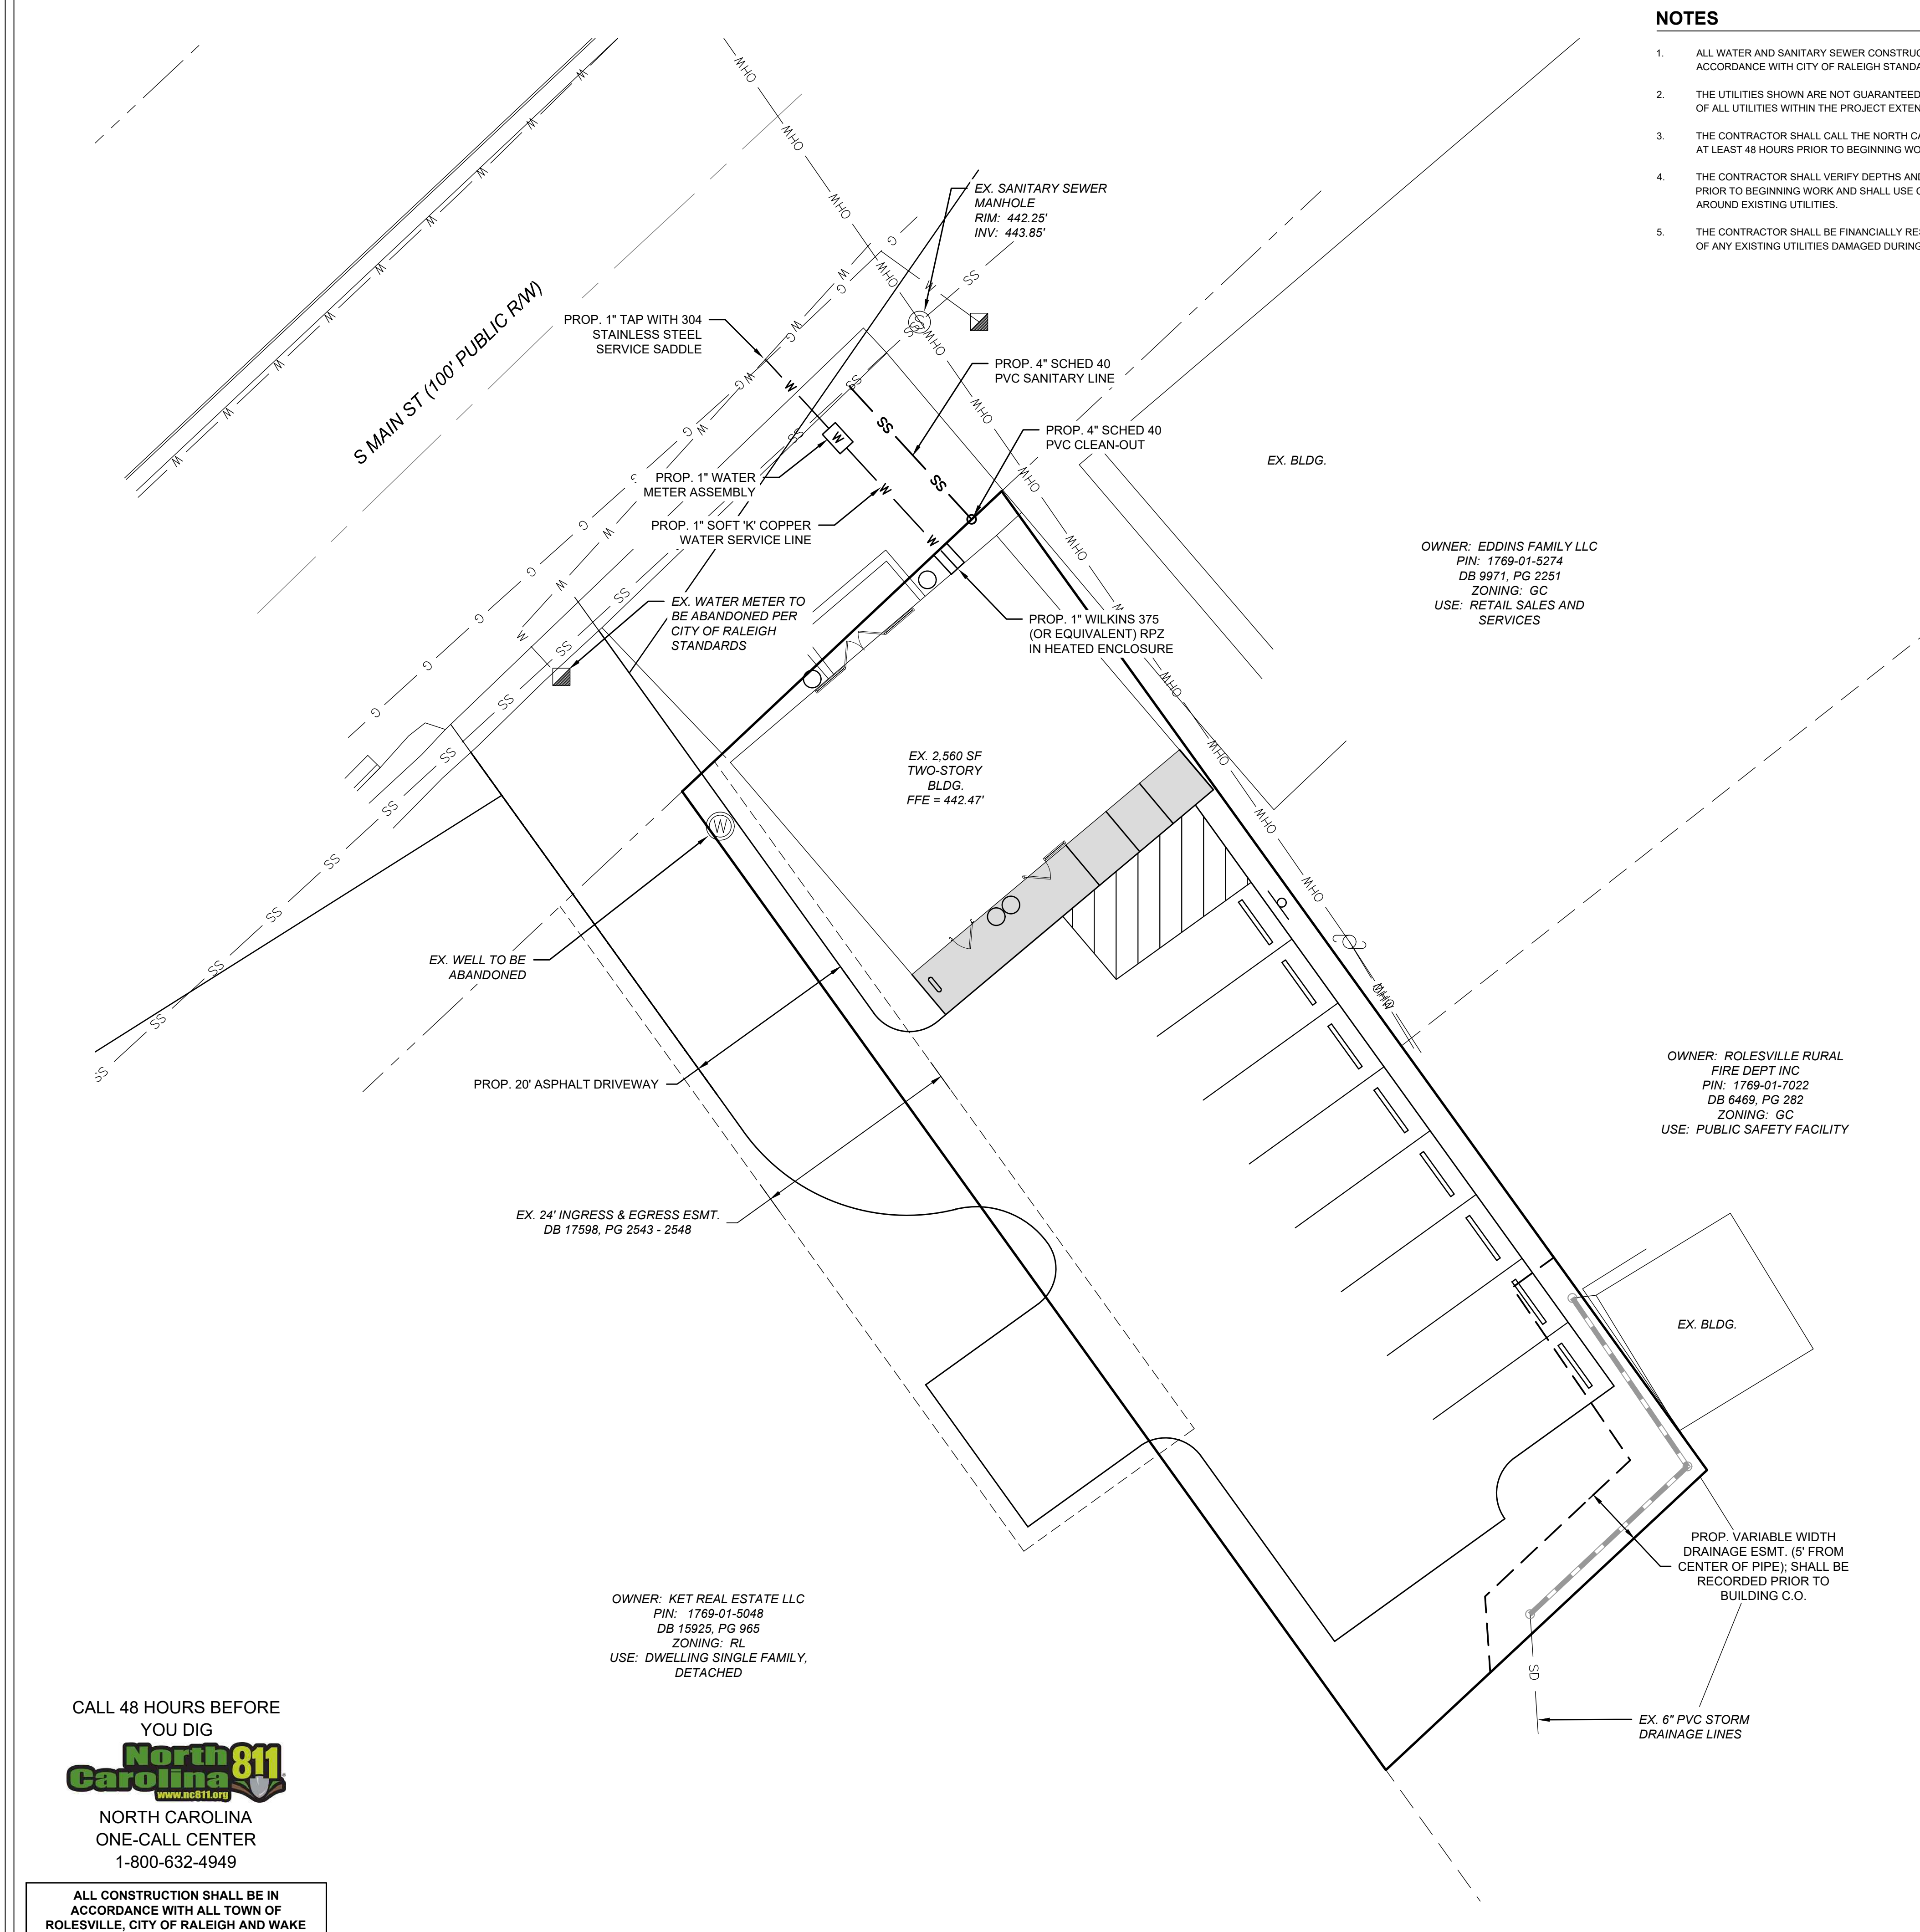 NOTES
1. ALL WATER AND SANITARY SEWER
ACCORDANCE WITH CITY OF RALEIGH
2. THE UTILITIES SHOWN ARE NOT GUARANTEED
OF ALL UTILITIES WITHIN THE PROJECT
3. THE CONTRACTOR SHALL CALL THE NORTH
AT LEAST 48 HOURS PRIOR TO BEGINNING
4. THE CONTRACTOR SHALL VERIFY DEPTHS
PRIOR TO BEGINNING WORK AND SHALL USE
AROUND EXISTING UTILITIES.
5. THE CONTRACTOR SHALL BE FINANCIALLY
OF ANY EXISTING UTILITIES DAMAGED DURING
EX. SANITARY SEWER
MANHOLE
RIM: 442.25'
INV: 443.85'
S MAIN ST (100' PUBLIC R/W)
PROP. 1" TAP WITH 304
STAINLESS STEEL
SERVICE SADDLE
PROP. 4" SCHED 40
PVC SANITARY LINE
PROP. 4" SCHED 40
PVC CLEAN-OUT
EX. BLDG.
PROP. 1" WATER
METER ASSEMBLY
PROP. 1" SOFT 'K' COPPER
WATER SERVICE LINE
OWNER: EDDINS FAMILY LLC
PIN: 1769-01-5274
DB 9971, PG 2251
ZONING: GC
USE: RETAIL SALES AND
SERVICES
EX. WATER METER TO
BE ABANDONED PER
CITY OF RALEIGH
STANDARDS
PROP. 1" WILKINS 375
(OR EQUIVALENT) RPZ
IN HEATED ENCLOSURE
EX. 2,560 SF
TWO-STORY
BLDG.
FFE = 442.47'
EX. WELL TO BE
ABANDONED
PROP. 20' ASPHALT DRIVEWAY
OWNER: ROLESVILLE RURAL
FIRE DEPT INC
PIN: 1769-01-7022
DB 6469, PG 282
ZONING: GC
USE: PUBLIC SAFETY FACILITY
EX. 24' INGRESS & EGRESS ESMT.
DB 17598, PG 2543 - 2548
EX. BLDG.
PROP. VARIABLE WIDTH
DRAINAGE ESMT. (5' FROM
CENTER OF PIPE); SHALL BE
RECORDED PRIOR TO
BUILDING C.O.
OWNER: KET REAL ESTATE LLC
PIN: 1769-01-5048
DB 15925, PG 965
ZONING: RL
USE: DWELLING SINGLE FAMILY,
DETACHED
SD
EX. 6" PVC STORM
DRAINAGE LINES
CALL 48 HOURS BEFORE
YOU DIG
North 811
Carolina
www.nc811.org
NORTH CAROLINA
ONE-CALL CENTER
1-800-632-4949
ALL CONSTRUCTION SHALL BE IN
ACCORDANCE WITH ALL TOWN OF
ROLESVILLE, CITY OF RALEIGH AND WAKE